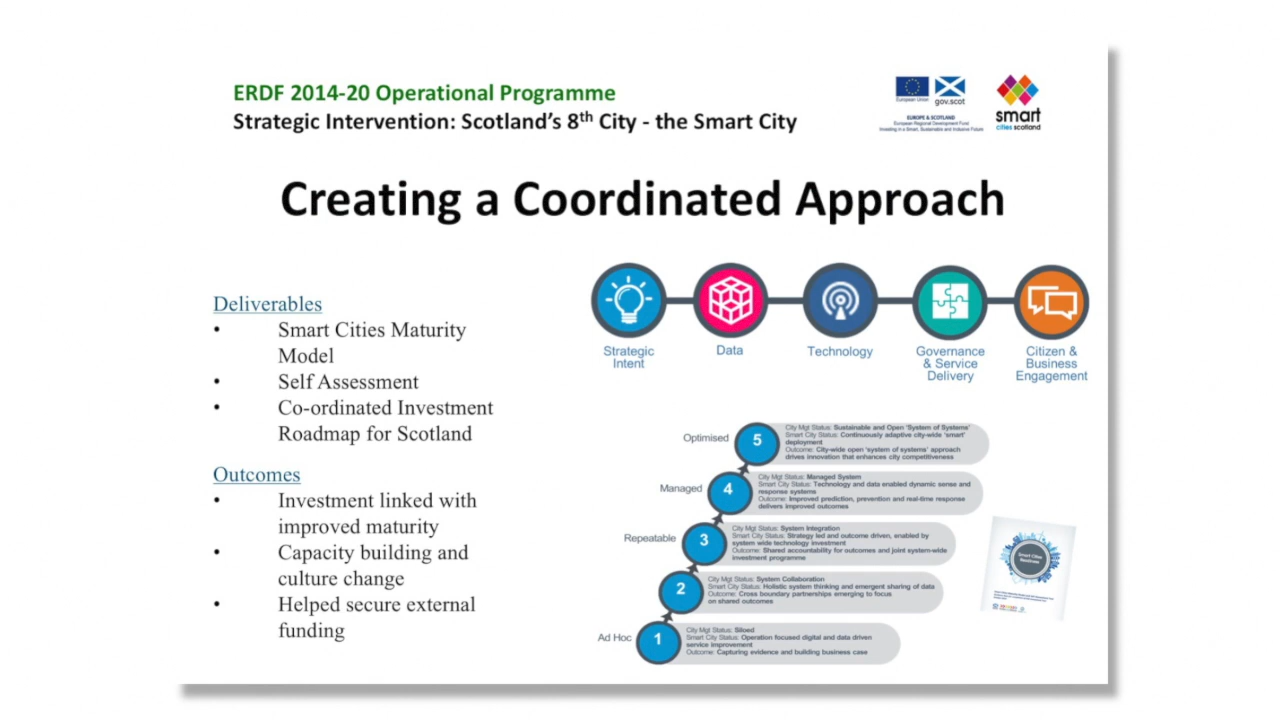 ERDF 2014-20 Operational Programme
Strategic Intervention: Scotland's 8th City - the Smart City
European Union
gov.scot
EUROPE & SCOTLAND
European Regional Development Fund
Investing in a Smart, Sustainable and Inclusive Future
smart
cities scotland
Creating a Coordinated Approach
Deliverables
• Smart Cities Maturity
Model
• Self Assessment
• Co-ordinated Investment
Roadmap for Scotland
Outcomes
• Investment linked with
improved maturity
• Capacity building and
culture change
• Helped secure external
funding
Strategic
Intent
Data
Technology
Governance
& Service
Delivery
Citizen &
Business
Engagement
Optimised
5
City Mgt Status: Sustainable and Open 'System of Systems'
Smart City Status: Continuously adaptive city-wide 'smart'
deployment
Outcome: City-wide open 'system of systems' approach
drives innovation that enhances city competitiveness
Managed
4
City Mgt Status: Managed System
Smart City Status: Technology and data enabled dynamic sense and
response systems
Outcome: Improved prediction, prevention and real-time response
delivers improved outcomes
Repeatable
3
City Mgt Status: System Integration
Smart City Status: Strategy led and outcome driven, enabled by
system wide technology investment
Outcome: Shared accountability for outcomes and joint system-wide
investment programme
2
City Mgt Status: System Collaboration
Smart City Status: Holistic system thinking and emergent sharing of data
Outcome: Cross boundary partnerships emerging to focus
on shared outcomes
Ad Hoc
1
City Mgt Status: Siloed
Smart City Status: Operation focused digital and data driven
service improvement
Outcome: Capturing evidence and building business case
Smart Cities